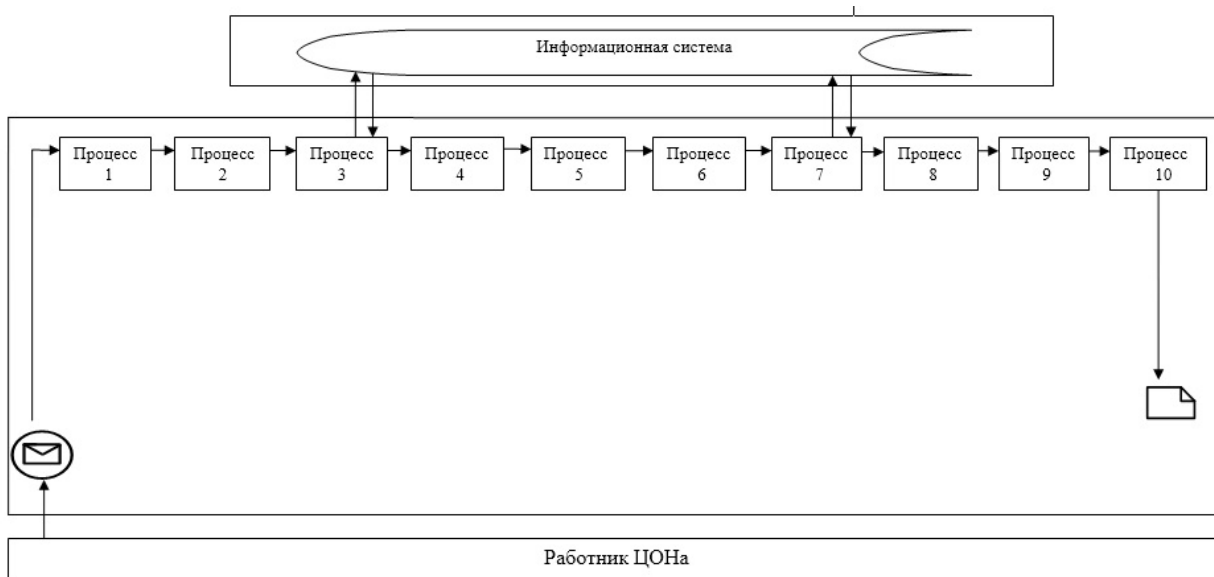 Информационная система
Процесс
1
Процесс
2
Процесс
3
Процесс
4
Процесс
5
Процесс
6
Процесс
7
Процесс
8
Процесс
9
Процесс
10
Работник ЦОНа